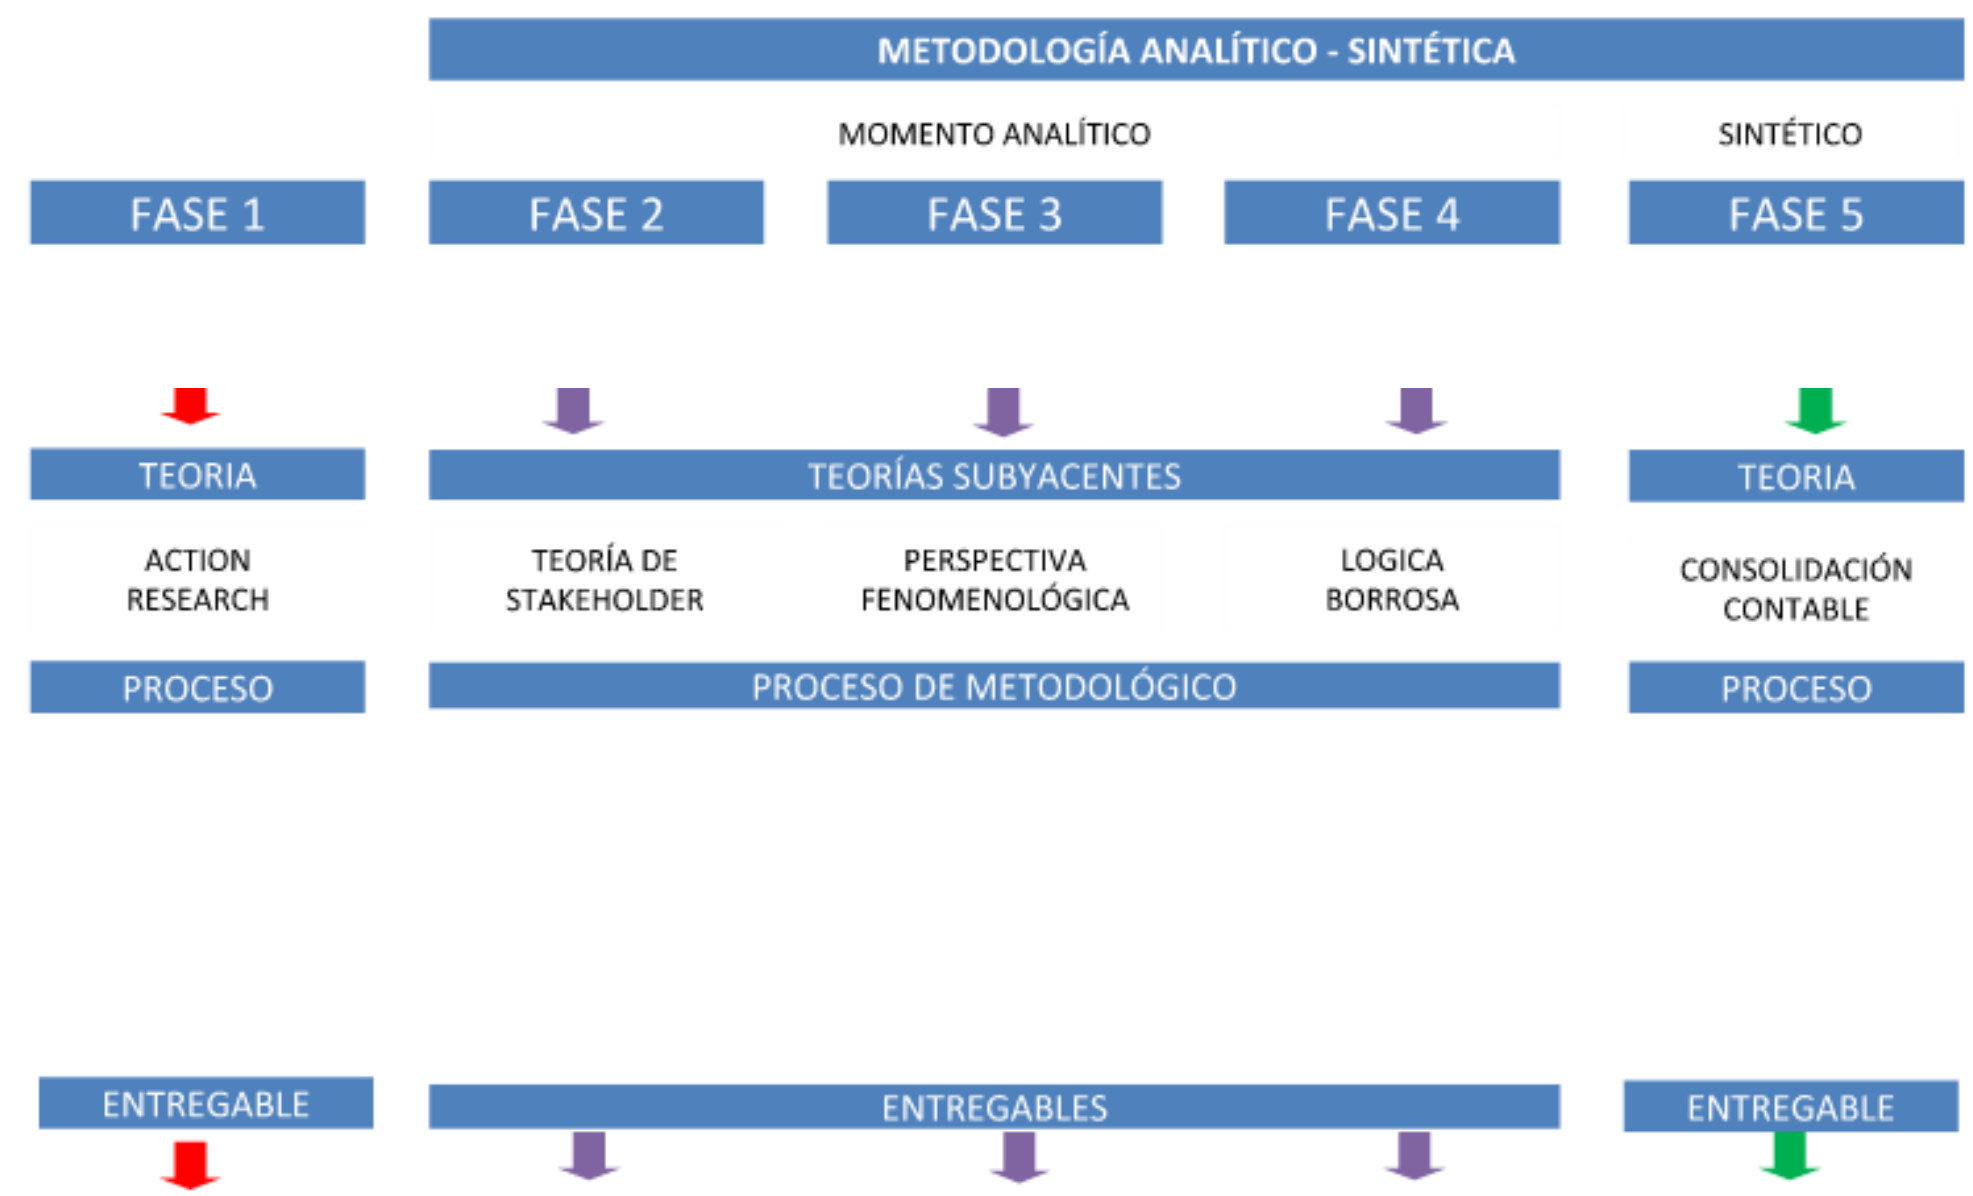 METODOLOGÍA ANALÍTICO - SINTÉTICA
MOMENTO ANALÍTICO
SINTÉTICO
FASE 1
FASE 2
FASE 3
FASE 4
FASE 5
TEORIA
TEORÍAS SUBYACENTES
TEORIA
ACTION
RESEARCH
TEORÍA DE
STAKEHOLDER
PERSPECTIVA
FENOMENOLÓGICA
LOGICA
BORROSA
CONSOLIDACIÓN
CONTABLE
PROCESO
PROCESO DE METODOLÓGICO
PROCESO
ENTREGABLE
ENTREGABLES
ENTREGABLE